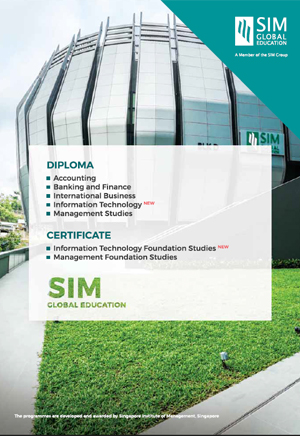 SIM
GLOBAL
EDUCATION
A Member of the SIM Group
SIM
DIPLOMA
Accounting
Banking and Finance
International Business
Information Technology NEW
Management Studies
CERTIFICATE
Information Technology Foundation Studies NEW
Management Foundation Studies
SIM
GLOBAL EDUCATION
The programmes are developed and awarded by Singapore Institute of Management, Singapore